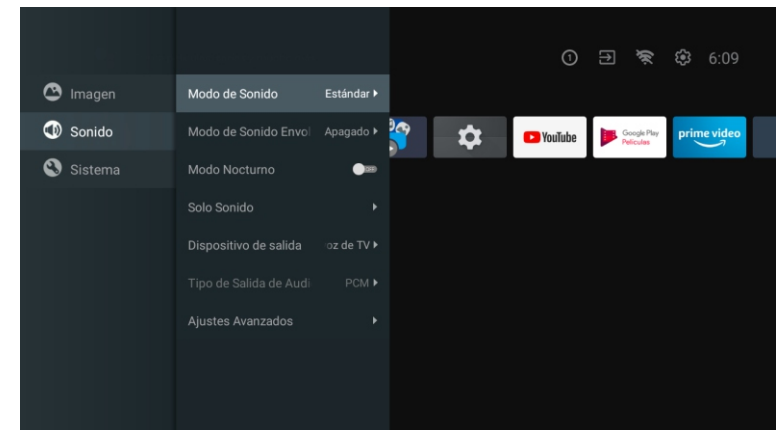 1
6:09
Imagen
Sonido
Sistema
Modo de Sonido Estándar
Modo de Sonido Envol Apagado
Modo Nocturno OFF
Solo Sonido
Dispositivo de salida oz de TV
Tipo de Salida de Audi PCM
Ajustes Avanzados
YouTube
Google Play
Películas
prime video